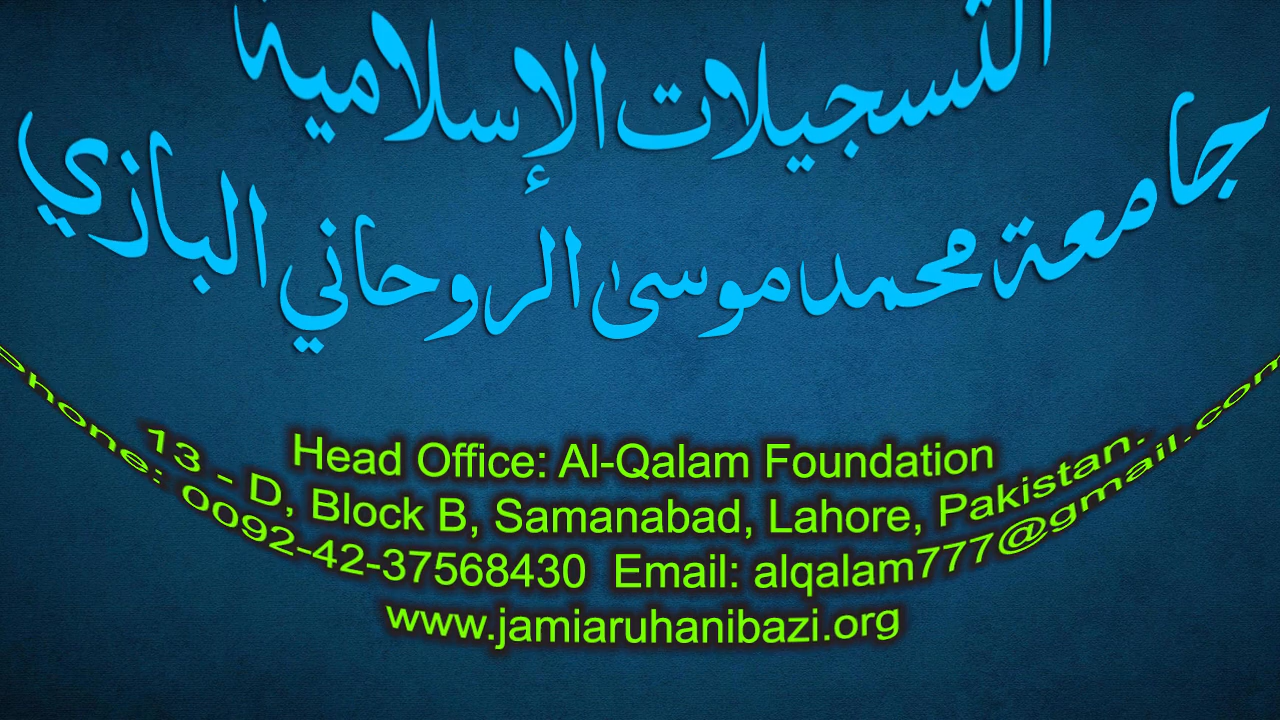 التسجيلات الإسلامية
جامعة محمد موسىٰ الروحاني البازي
Head Office: Al-Qalam Foundation
13 - D, Block B, Samanabad, Lahore, Pakistan.
Phone: 0092-42-37568430 Email: alqalam777@gmail.com
www.jamiaruhanibazi.org